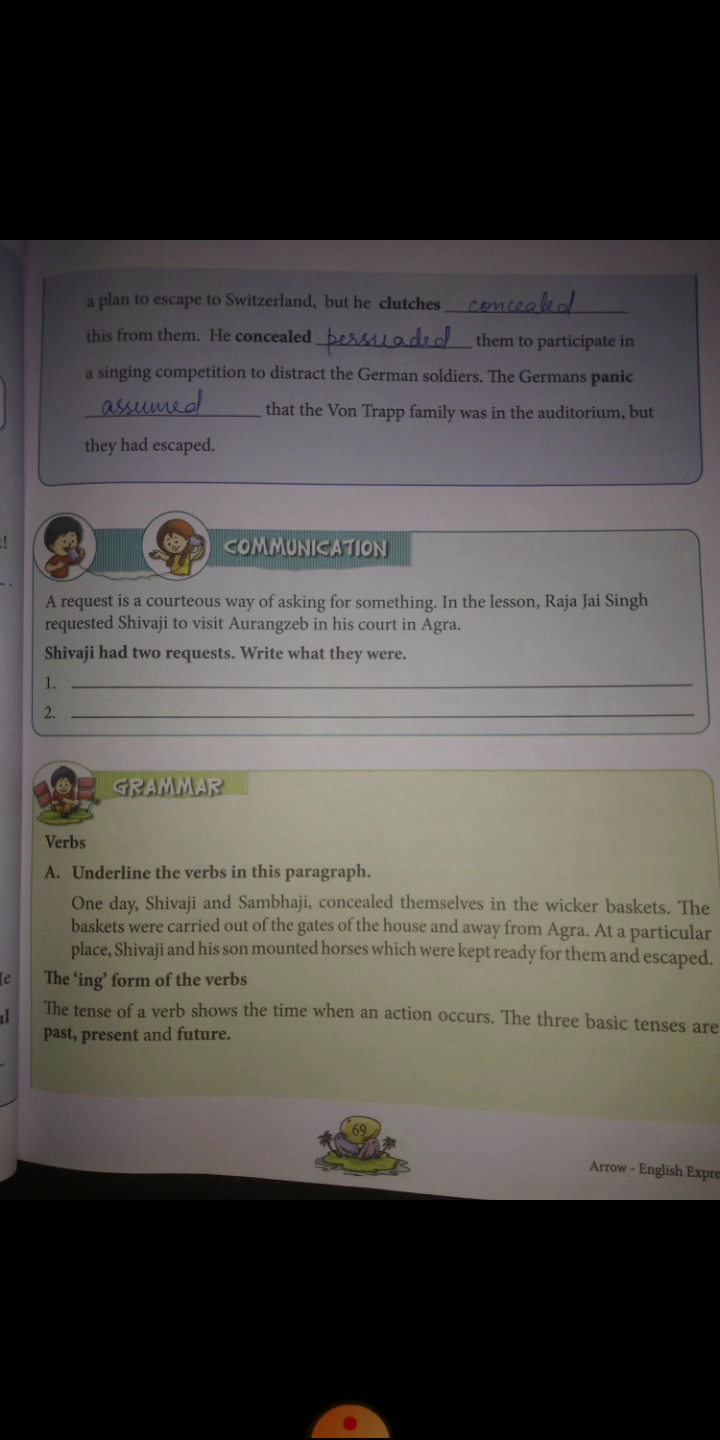 a plan to escape to Switzerland, but he clutches concealed
this from them. He concealed persuaded them to participate in
a singing competition to distract the German soldiers. The Germans panic
assumed that the Von Trapp family was in the auditorium, but
they had escaped.
COMMUNICATION
A request is a courteous way of asking for something. In the lesson, Raja Jai Singh
requested Shivaji to visit Aurangzeb in his court in Agra.
Shivaji had two requests. Write what they were.
1.
2.
GRAMMAR
Verbs
A. Underline the verbs in this paragraph.
One day, Shivaji and Sambhaji, concealed themselves in the wicker baskets. The
baskets were carried out of the gates of the house and away from Agra. At a particular
place, Shivaji and his son mounted horses which were kept ready for them and escaped.
The 'ing' form of the verbs
The tense of a verb shows the time when an action occurs. The three basic tenses are
past, present and future.
69
Arrow - English Expre